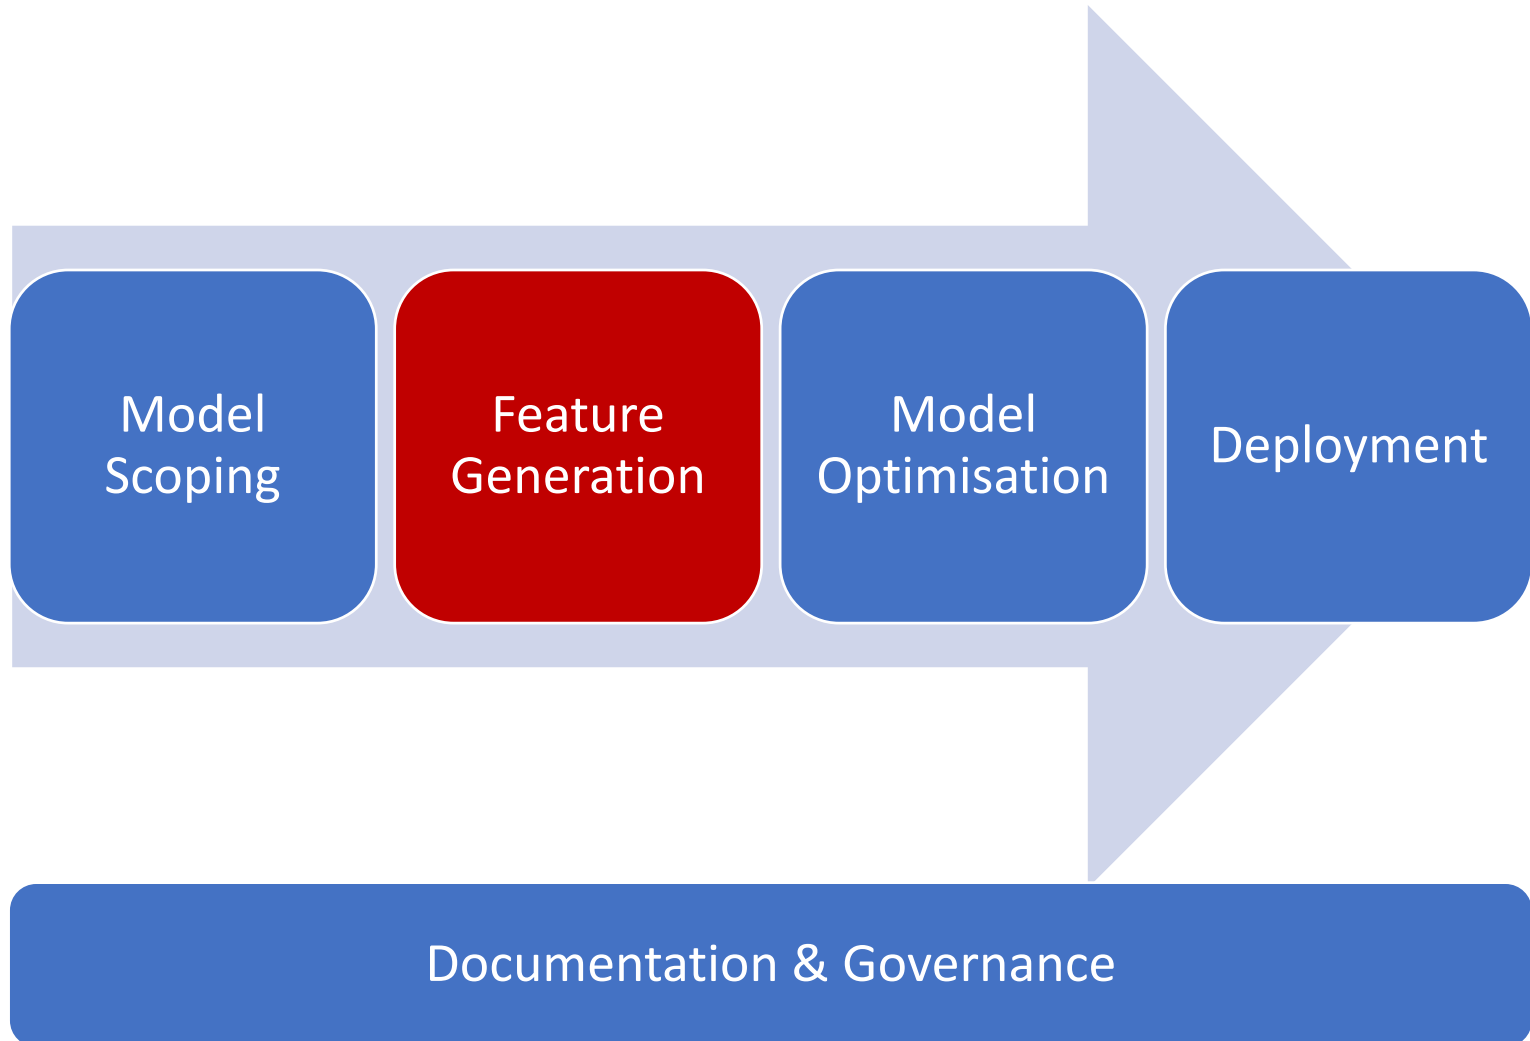 Model
Scoping
Feature
Generation
Model
Optimisation
Deployment
Documentation & Governance